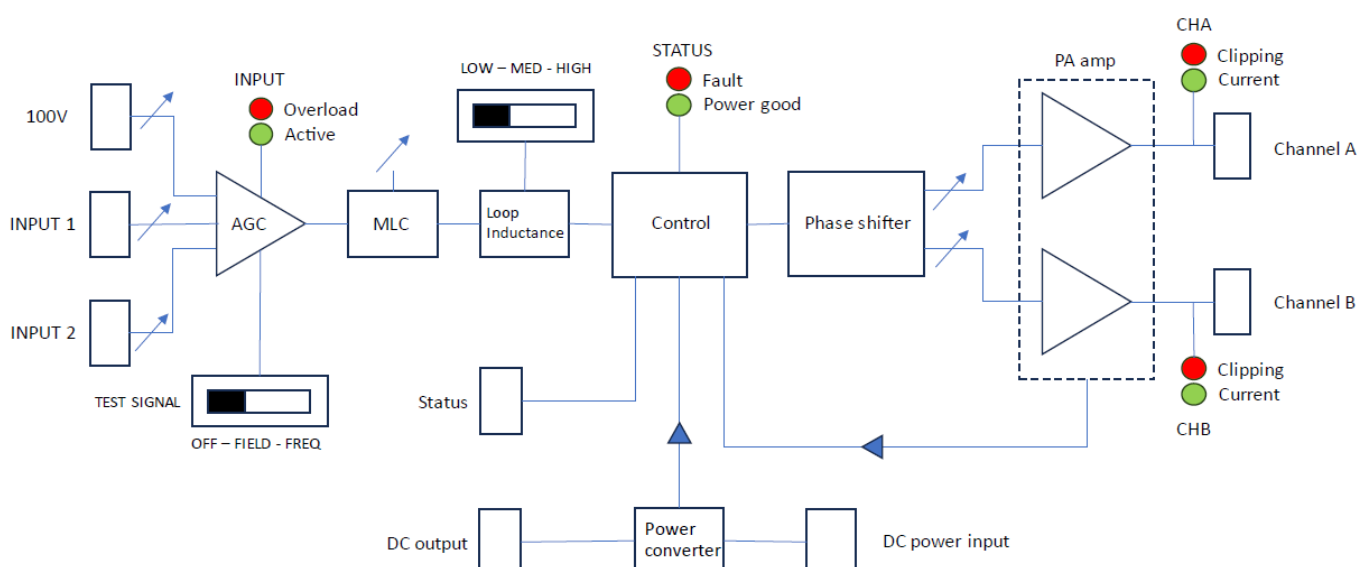 CHA
STATUS
PA amp
Clipping
Current
INPUT
LOW – MED - HIGH
Fault
Power good
100V
Overload
Active
Channel A
INPUT 1
AGC
MLC
Loop
Inductance
Control
Phase shifter
INPUT 2
Channel B
Clipping
Current
CHB
TEST SIGNAL
Status
OFF – FIELD - FREQ
DC output
Power
converter
DC power input